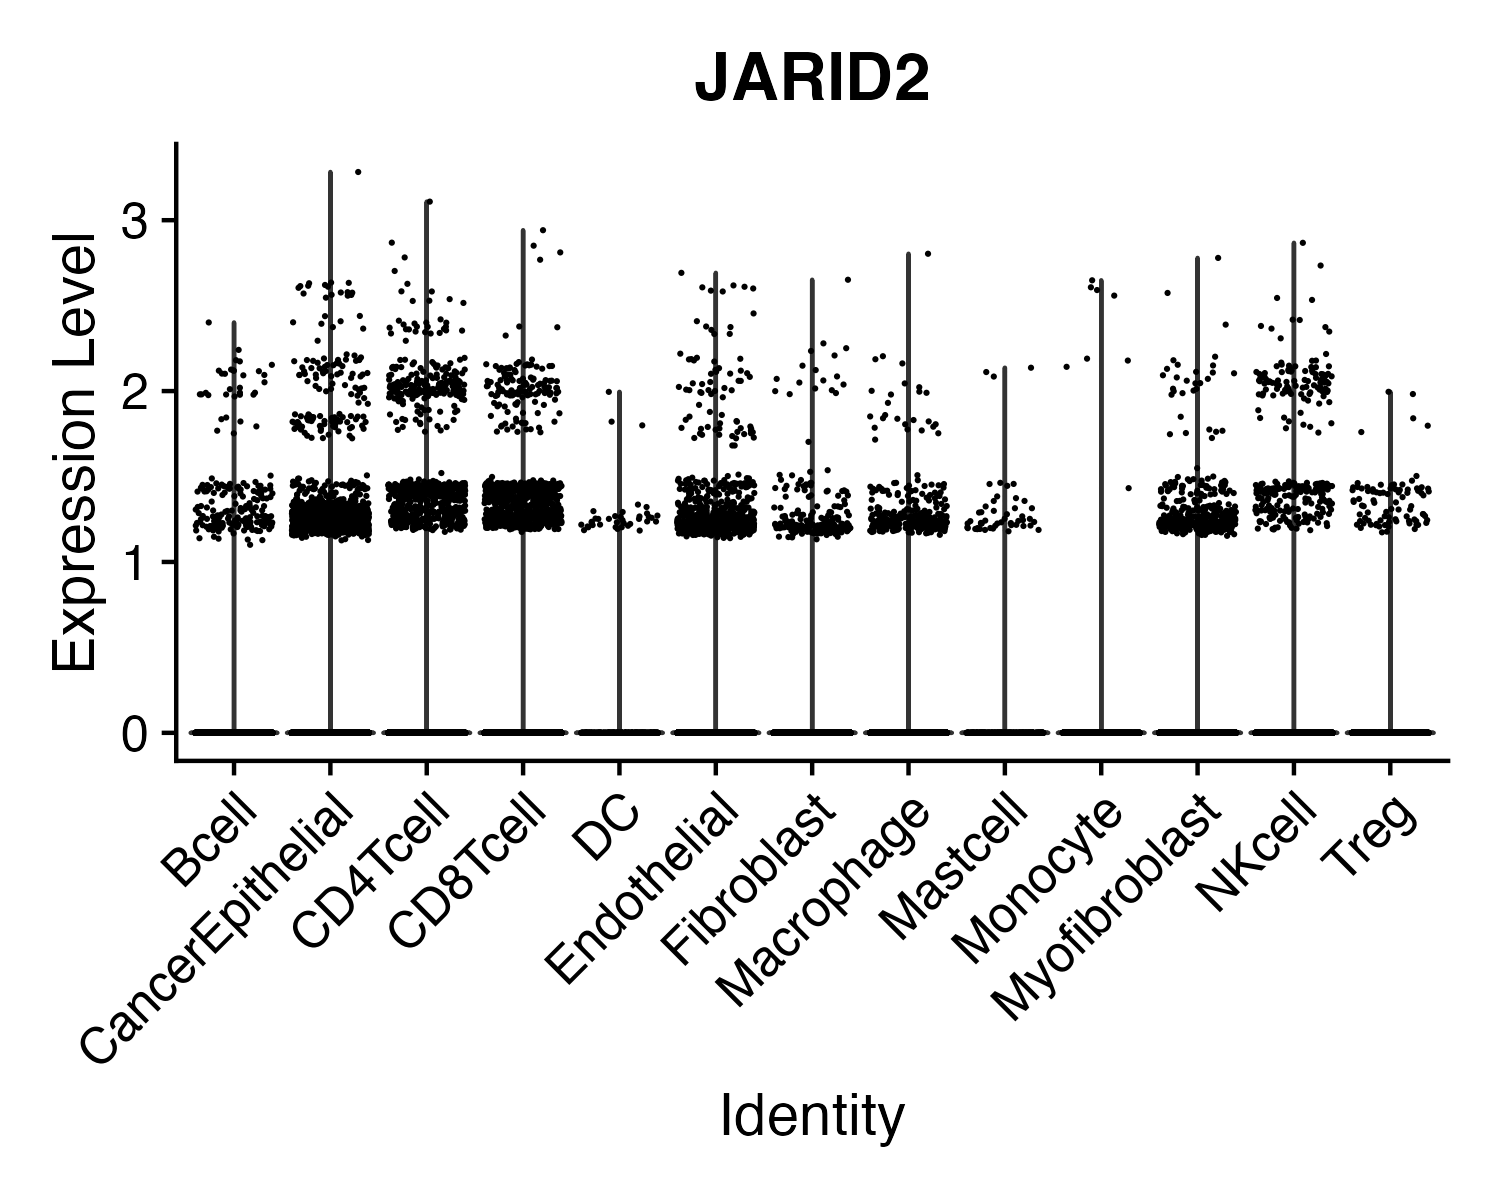 JARID2
Expression Level
3
2
1
0
Bcell
CancerEpithelial
CD4Tcell
CD8Tcell
DC
Endothelial
Fibroblast
Macrophage
Mastcell
Monocyte
Myofibroblast
NKcell
Treg
Identity